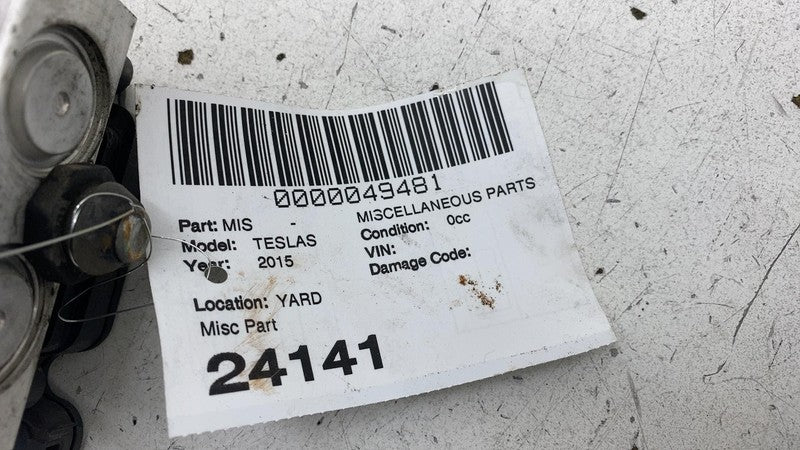 0000049481
Part: MIS - MISCELLANEOUS PARTS
Model: TESLAS Condition: 0cc
Year: 2015 VIN:
Damage Code:
Location: YARD
Misc Part
24141